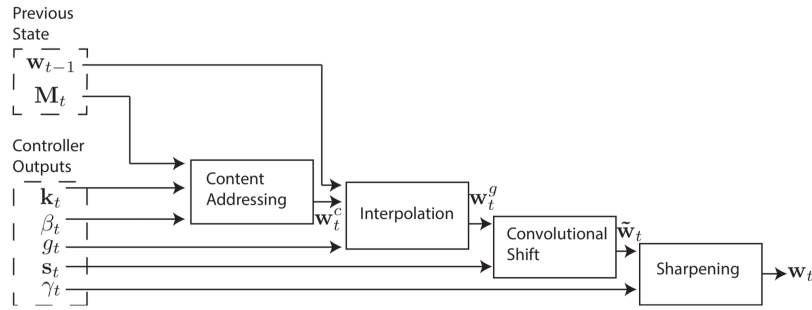 Previous
State
w_{t−1}
M_t
Controller
Outputs
k_t
β_t
g_t
s_t
γ_t
Content
Addressing
w_t^c
Interpolation
w_t^g
Convolutional
Shift
w̃_t
Sharpening
w_t